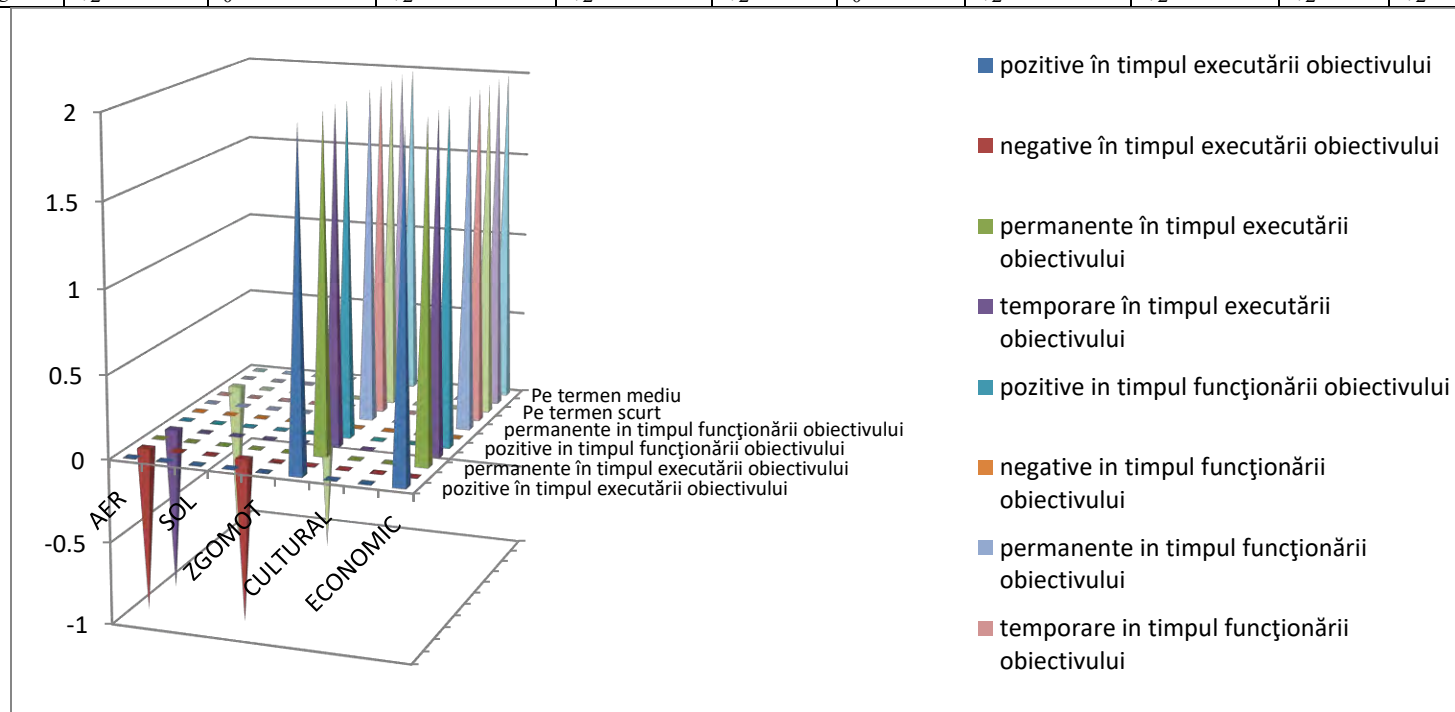 2
1.5
1
0.5
0
-0.5
-1
AER
SOL
ZGOMOT
CULTURAL
ECONOMIC
Pe termen mediu
Pe termen scurt
permanente in timpul funcţionării obiectivului
pozitive in timpul funcţionării obiectivului
permanente în timpul executării obiectivului
pozitive în timpul executării obiectivului
pozitive în timpul executării obiectivului
negative în timpul executării obiectivului
permanente în timpul executării
obiectivului
temporare în timpul executării
obiectivului
pozitive in timpul funcţionării obiectivului
negative in timpul funcţionării
obiectivului
permanente in timpul funcţionării
obiectivului
temporare in timpul funcţionării
obiectivului